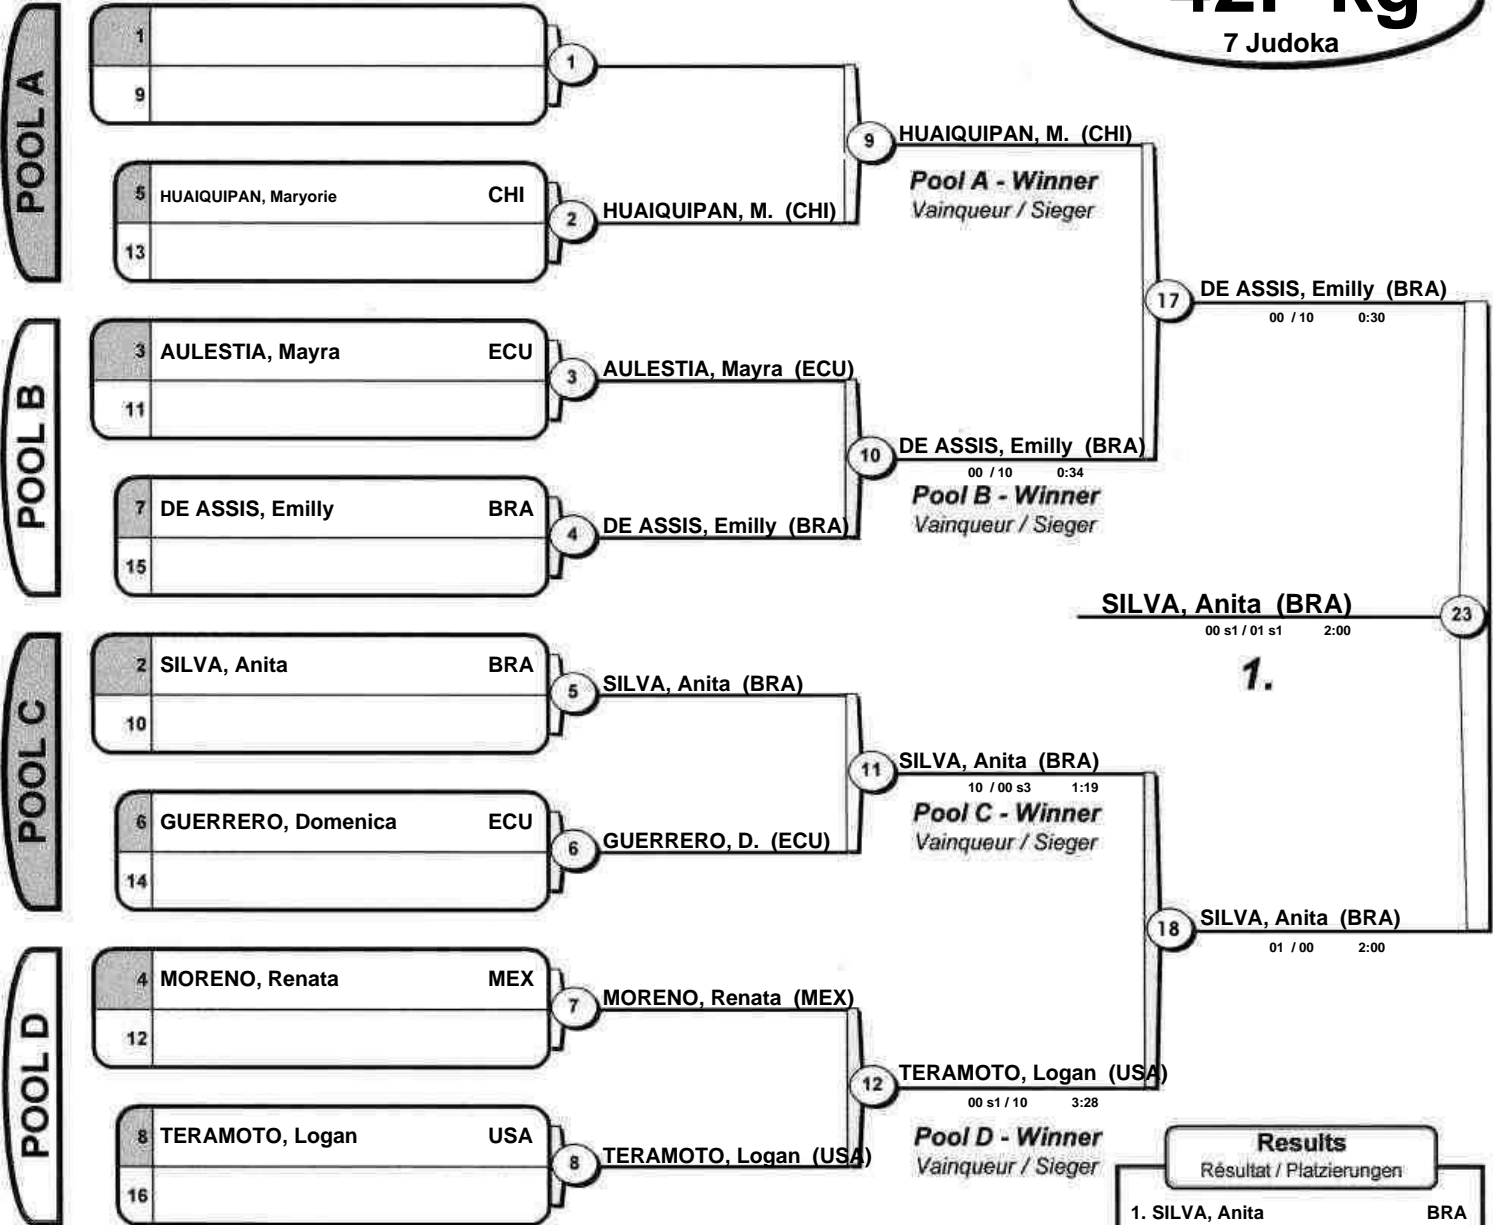 7 Judoka
POOL A
1
9
1
5 HUAIQUIPAN, Maryorie CHI
13
2
HUAIQUIPAN, M. (CHI)
9
HUAIQUIPAN, M. (CHI)
Pool A - Winner
Vainqueur / Sieger
17
DE ASSIS, Emilly (BRA)
00 / 10 0:30
POOL B
3 AULESTIA, Mayra ECU
11
3
AULESTIA, Mayra (ECU)
7 DE ASSIS, Emilly BRA
15
4
DE ASSIS, Emilly (BRA)
10
DE ASSIS, Emilly (BRA)
00 / 10 0:34
Pool B - Winner
Vainqueur / Sieger
SILVA, Anita (BRA)
00 s1 / 01 s1 2:00
1.
23
POOL C
2 SILVA, Anita BRA
10
5
SILVA, Anita (BRA)
6 GUERRERO, Domenica ECU
14
6
GUERRERO, D. (ECU)
11
SILVA, Anita (BRA)
10 / 00 s3 1:19
Pool C - Winner
Vainqueur / Sieger
18
SILVA, Anita (BRA)
01 / 00 2:00
POOL D
4 MORENO, Renata MEX
12
7
MORENO, Renata (MEX)
8 TERAMOTO, Logan USA
16
8
TERAMOTO, Logan (USA)
12
TERAMOTO, Logan (USA)
00 s1 / 10 3:28
Pool D - Winner
Vainqueur / Sieger
Results
Résultat / Platzierungen
1. SILVA, Anita BRA